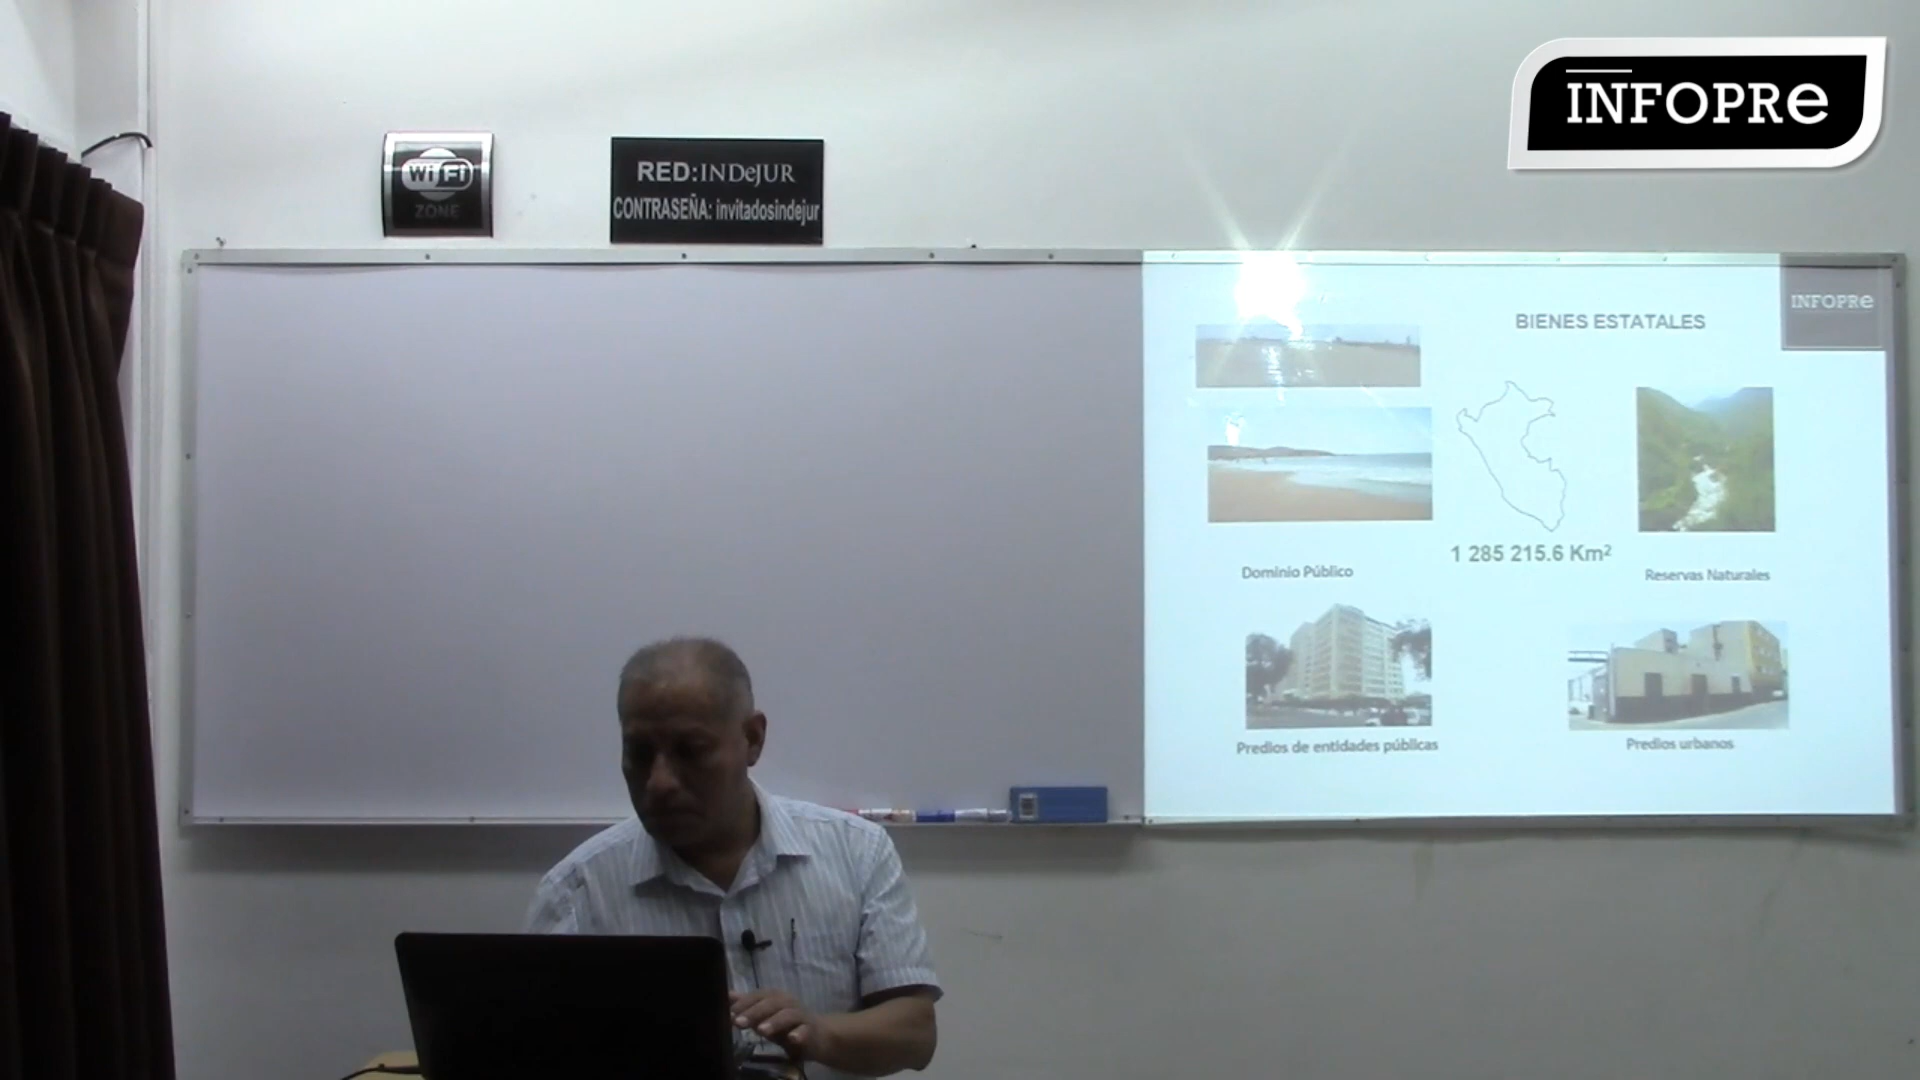 INFOPRe
WiFi
ZONE
RED:INDeJUR
CONTRASEÑA: invitadosindejur
INFOPRe
BIENES ESTATALES
1 285 215.6 Km²
Dominio Público
Reservas Naturales
Predios de entidades públicas
Predios urbanos